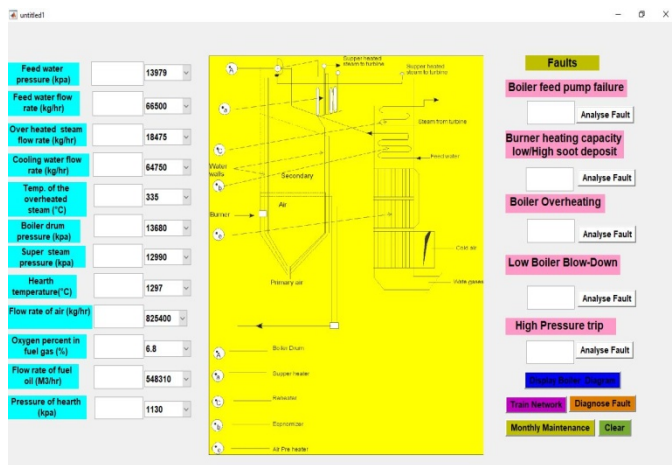 untitled1
Feed water
pressure (kpa)
13979
Feed water flow
rate (kg/hr)
66500
Over heated steam
flow rate (kg/hr)
18475
Cooling water flow
rate (kg/hr)
64750
Temp. of the
overheated
steam (°C)
335
Boiler drum
pressure (kpa)
13680
Super steam
pressure (kpa)
12990
Hearth
temperature(°C)
1297
Flow rate of air (kg/hr)
825400
Oxygen percent in
fuel gas (%)
6.8
Flow rate of fuel
oil (M3/hr)
548310
Pressure of hearth
(kpa)
1130
Supper heated
steam to turbine
Supper heated
steam to turbine
Steam from turbine
Feed water
Water
walls
Secondary
Air
Burner
Cold air
Primary air
Boiler Drum
Supper heater
Reheater
Economizer
Air Pre heater
Faults
Boiler feed pump failure
Analyse Fault
Burner heating capacity
low/High soot deposit
Analyse Fault
Boiler Overheating
Analyse Fault
Low Boiler Blow-Down
Analyse Fault
High Pressure trip
Analyse Fault
Train Network
Diagnose Fault
Monthly Maintenance
Clear